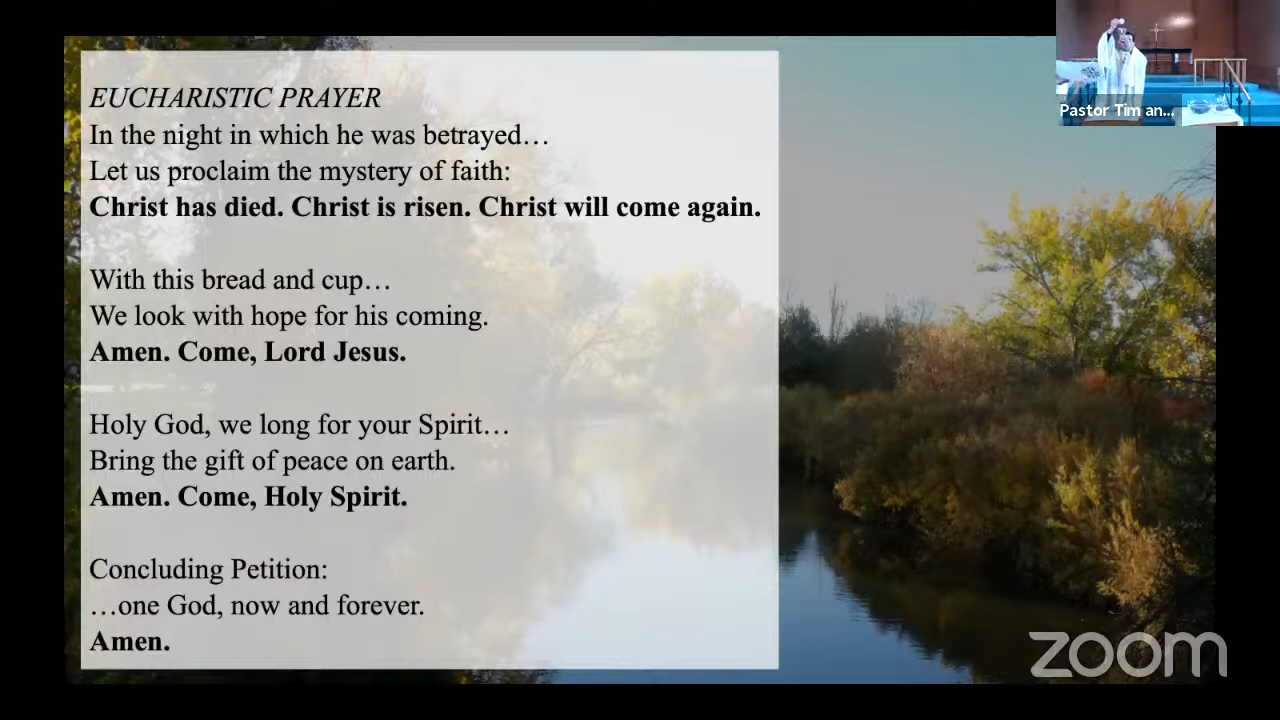 EUCHARISTIC PRAYER
In the night in which he was betrayed…
Let us proclaim the mystery of faith:
Christ has died. Christ is risen. Christ will come again.
With this bread and cup…
We look with hope for his coming.
Amen. Come, Lord Jesus.
Holy God, we long for your Spirit…
Bring the gift of peace on earth.
Amen. Come, Holy Spirit.
Concluding Petition:
…one God, now and forever.
Amen.
Pastor Tim an...
zoom